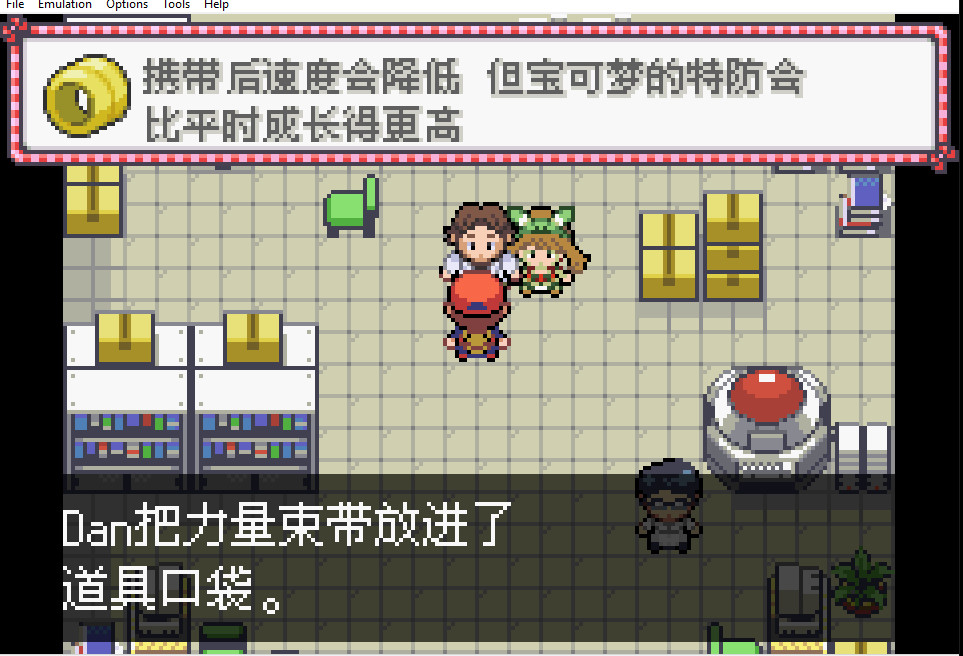 File Emulation Options Tools Help
携带后速度会降低 但宝可梦的特防会
比平时成长得更高
Dan把力量束带放进了
道具口袋。